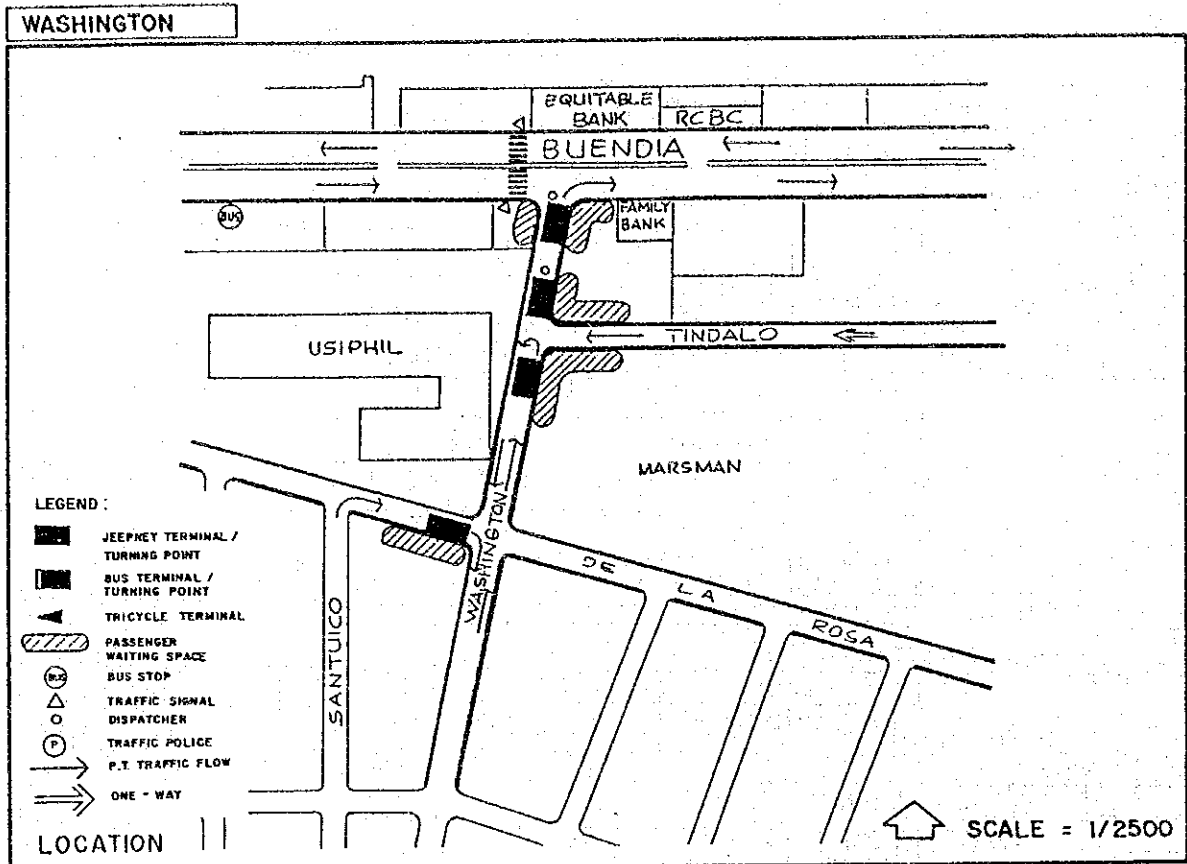 WASHINGTON
EQUITABLE
BANK
RCBC
BUENDIA
BUS
FAMILY
BANK
TINDALO
USIPHIL
MARSMAN
WASHINGTON
DE LA ROSA
SANTUICO
LEGEND :
JEEPNEY TERMINAL /
TURNING POINT
BUS TERMINAL /
TURNING POINT
TRICYCLE TERMINAL
PASSENGER
WAITING SPACE
BUS
BUS STOP
TRAFFIC SIGNAL
DISPATCHER
P
TRAFFIC POLICE
P.T. TRAFFIC FLOW
ONE - WAY
LOCATION
SCALE = 1/2500